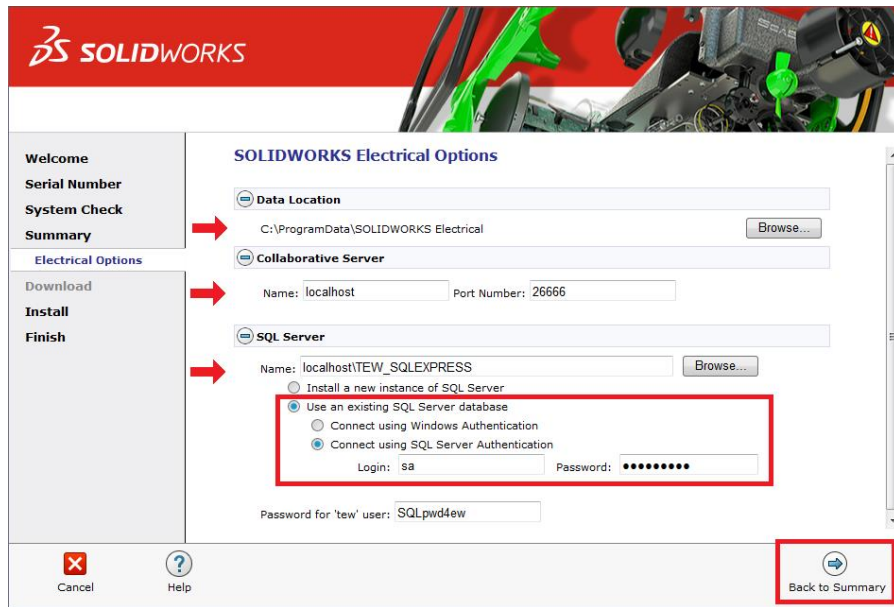 SOLIDWORKS
Welcome
Serial Number
System Check
Summary
Electrical Options
Download
Install
Finish
SOLIDWORKS Electrical Options
Data Location
C:\ProgramData\SOLIDWORKS Electrical
Browse...
Collaborative Server
Name: localhost Port Number: 26666
SQL Server
Name: localhost\TEW_SQLEXPRESS Browse...
Install a new instance of SQL Server
Use an existing SQL Server database
Connect using Windows Authentication
Connect using SQL Server Authentication
Login: sa Password: ●●●●●●●●●
Password for 'tew' user: SQLpwd4ew
Cancel
Help
Back to Summary